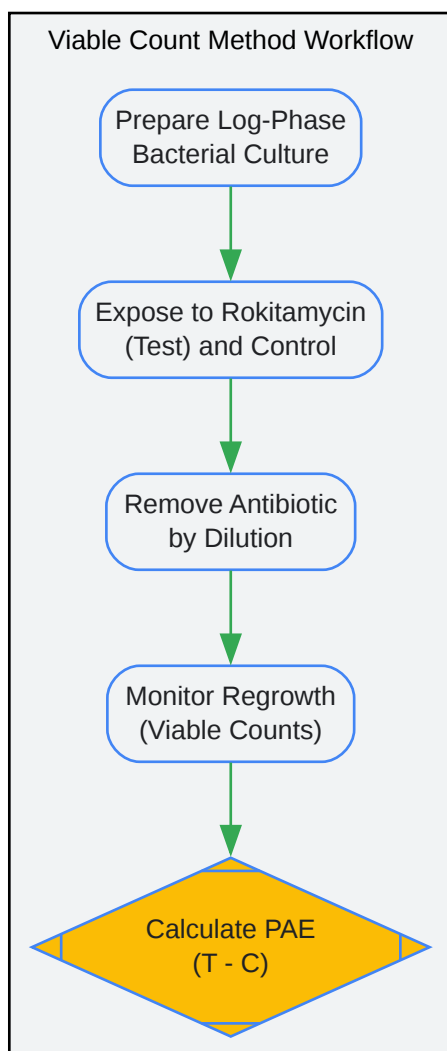 Viable Count Method Workflow
Prepare Log-Phase
Bacterial Culture
Expose to Rokitamycin
(Test) and Control
Remove Antibiotic
by Dilution
Monitor Regrowth
(Viable Counts)
Calculate PAE
(T - C)